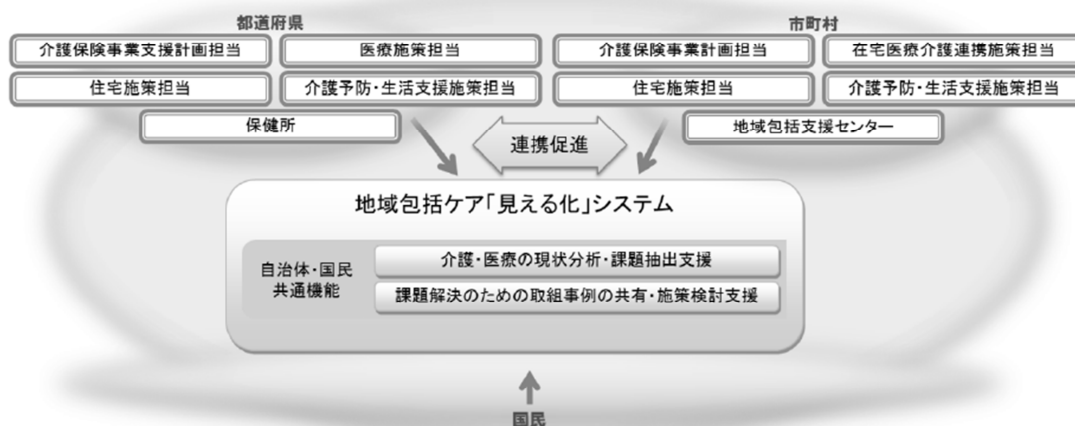 都道府県
市町村
介護保険事業支援計画担当
医療施策担当
介護保険事業計画担当
在宅医療介護連携施策担当
住宅施策担当
介護予防・生活支援施策担当
住宅施策担当
介護予防・生活支援施策担当
保健所
連携促進
地域包括支援センター
地域包括ケア「見える化」システム
自治体・国民
共通機能
介護・医療の現状分析・課題抽出支援
課題解決のための取組事例の共有・施策検討支援
国民